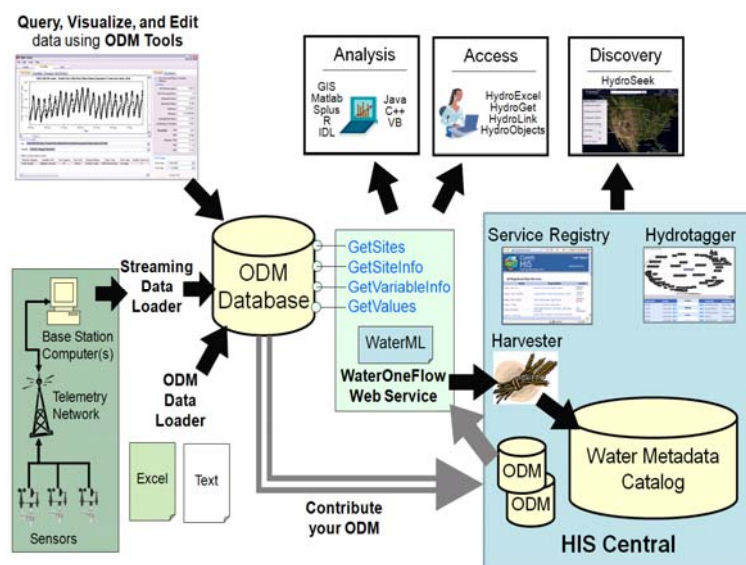 Query, Visualize, and Edit
data using ODM Tools
Analysis
GIS
Matlab
Splus
R
IDL
Java
C++
VB
Access
HydroExcel
HydroGet
HydroLink
HydroObjects
Discovery
HydroSeek
ODM
Database
GetSites
GetSiteInfo
GetVariableInfo
GetValues
WaterML
WaterOneFlow
Web Service
Service Registry
Hydrotagger
HIS
Harvester
Water Metadata
Catalog
ODM
ODM
HIS Central
Streaming
Data
Loader
Base Station
Computer(s)
Telemetry
Network
Sensors
ODM
Data
Loader
Excel
Text
Contribute
your ODM